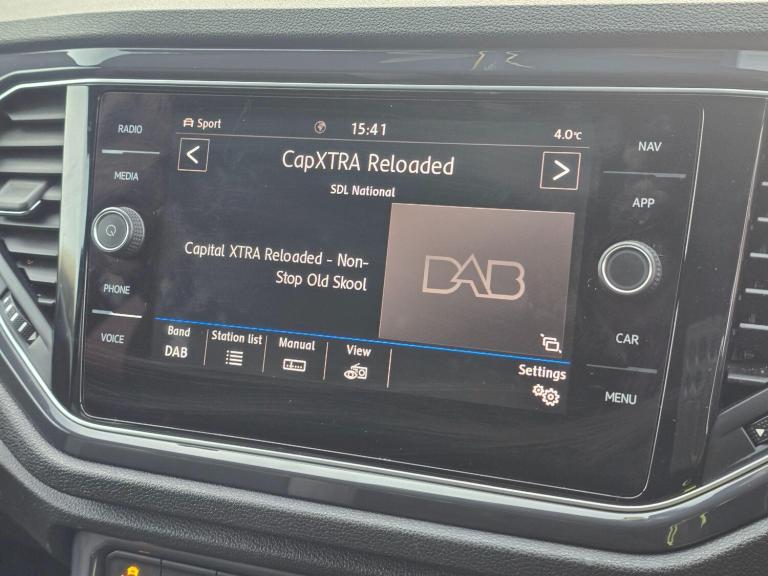 RADIO
MEDIA
PHONE
VOICE
Sport
15:41
4.0°C
<
CapXTRA Reloaded
>
SDL National
Capital XTRA Reloaded - Non-
Stop Old Skool
DAB
Band
DAB
Station list
Manual
View
Settings
NAV
APP
CAR
MENU